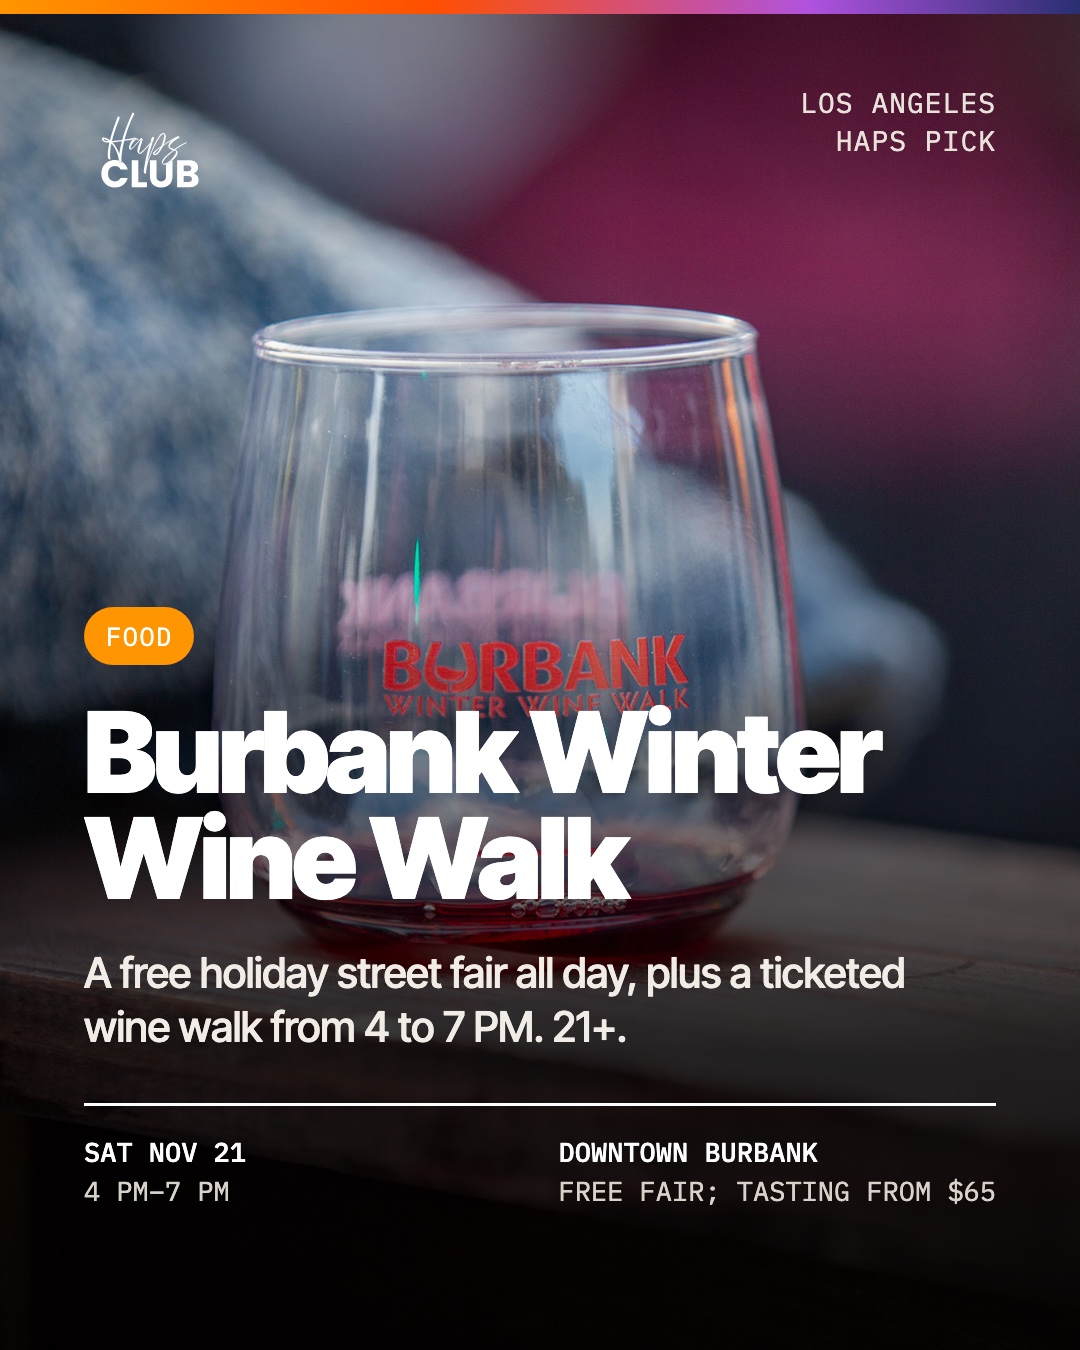 LOS ANGELES
HAPS PICK
Haps
CLUB
FOOD
BURBANK
WINTER WINE WALK
Burbank Winter
Wine Walk
A free holiday street fair all day, plus a ticketed
wine walk from 4 to 7 PM. 21+.
SAT NOV 21
4 PM–7 PM
DOWNTOWN BURBANK
FREE FAIR; TASTING FROM $65